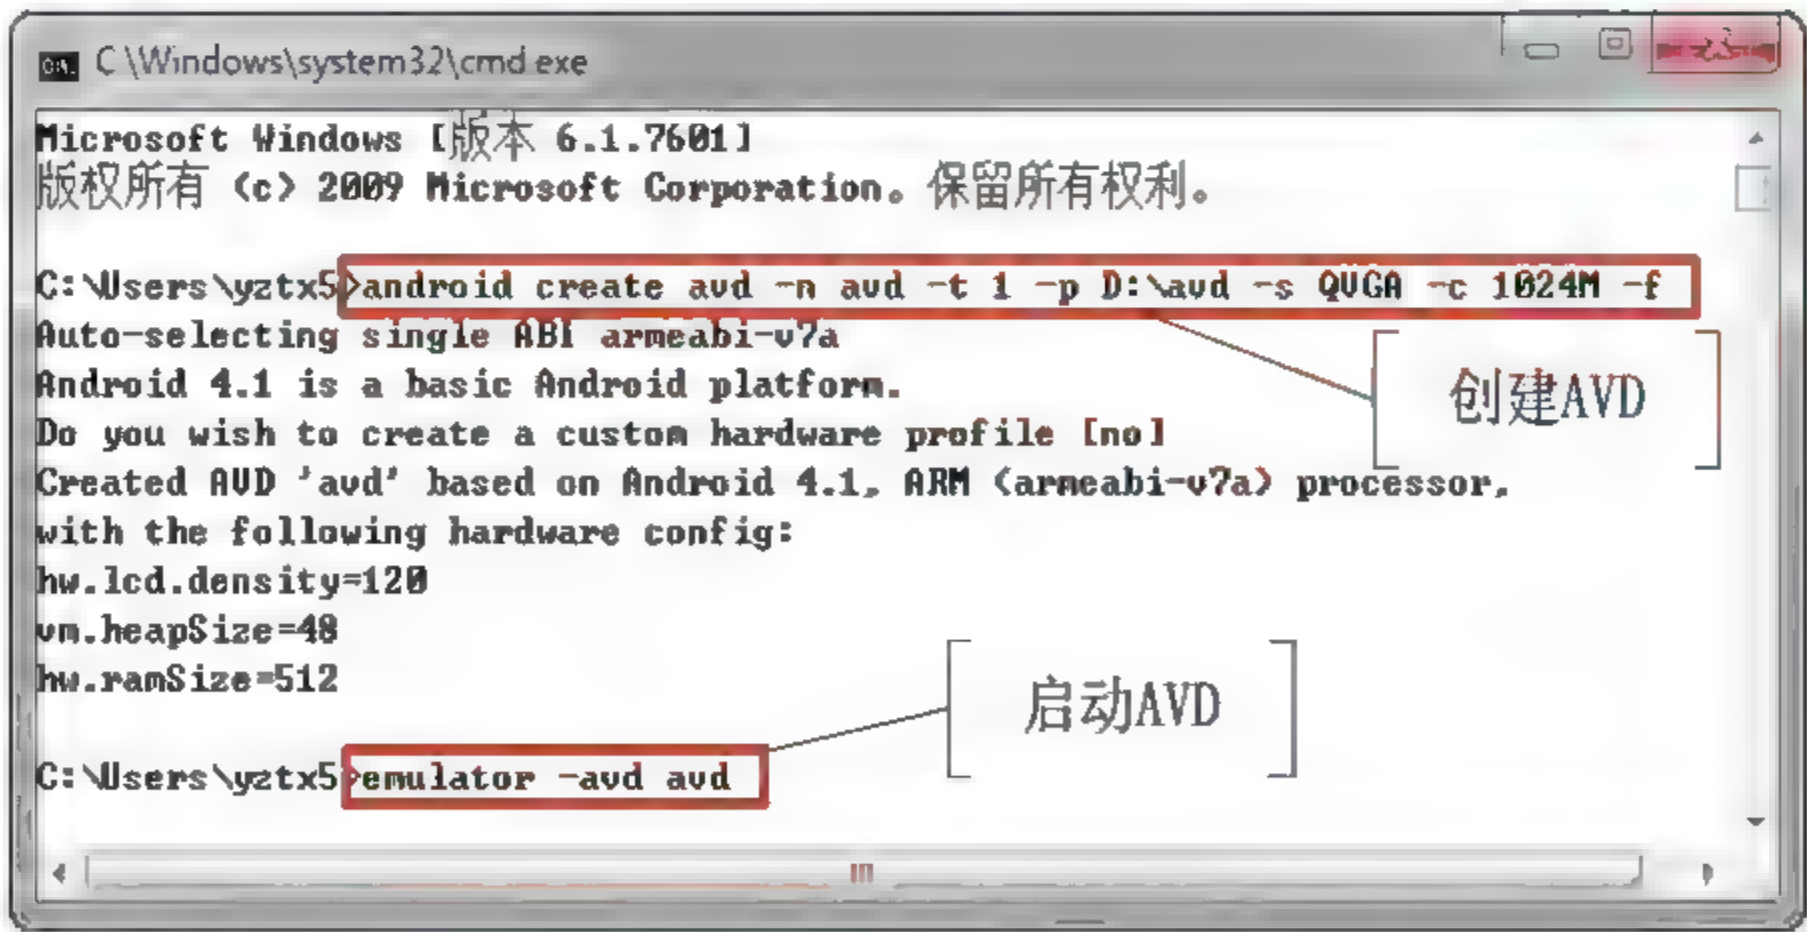 C:\Windows\system32\cmd.exe
Microsoft Windows [版本 6.1.7601]
版权所有 (c) 2009 Microsoft Corporation。保留所有权利。
C:\Users\yztx5>android create avd -n avd -t 1 -p D:\avd -s QVGA -c 1024M -f
Auto-selecting single ABI armeabi-v7a
Android 4.1 is a basic Android platform.
创建AVD
Do you wish to create a custom hardware profile [no]
Created AVD 'avd' based on Android 4.1, ARM (armeabi-v7a) processor,
with the following hardware config:
hw.lcd.density=120
vm.heapSize=48
hw.ramSize=512
启动AVD
C:\Users\yztx5>emulator -avd avd